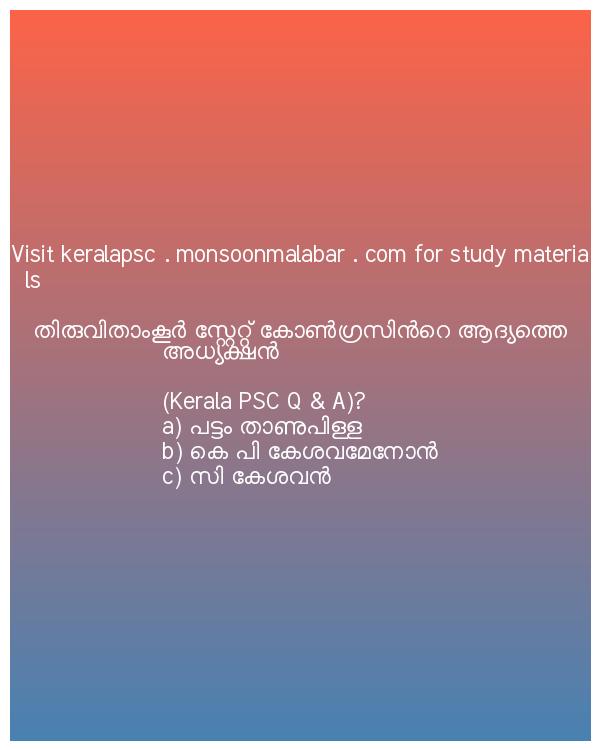 Visit keralapsc . monsoonmalabar . com for study materia
ls
തിരുവിതാംകൂർ സ്റ്റേറ്റ് കോൺഗ്രസിൻറെ ആദ്യത്തെ
അധ്യക്ഷൻ
(Kerala PSC Q & A)?
a) പട്ടം താണുപിള്ള
b) കെ പി കേശവമേനോൻ
c) സി കേശവൻ